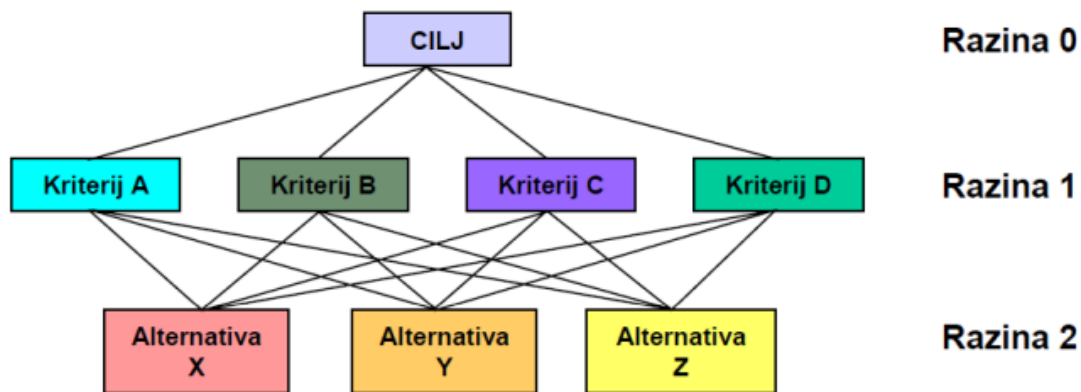 CILJ
Razina 0
Kriterij A
Kriterij B
Kriterij C
Kriterij D
Razina 1
Alternativa
X
Alternativa
Y
Alternativa
Z
Razina 2